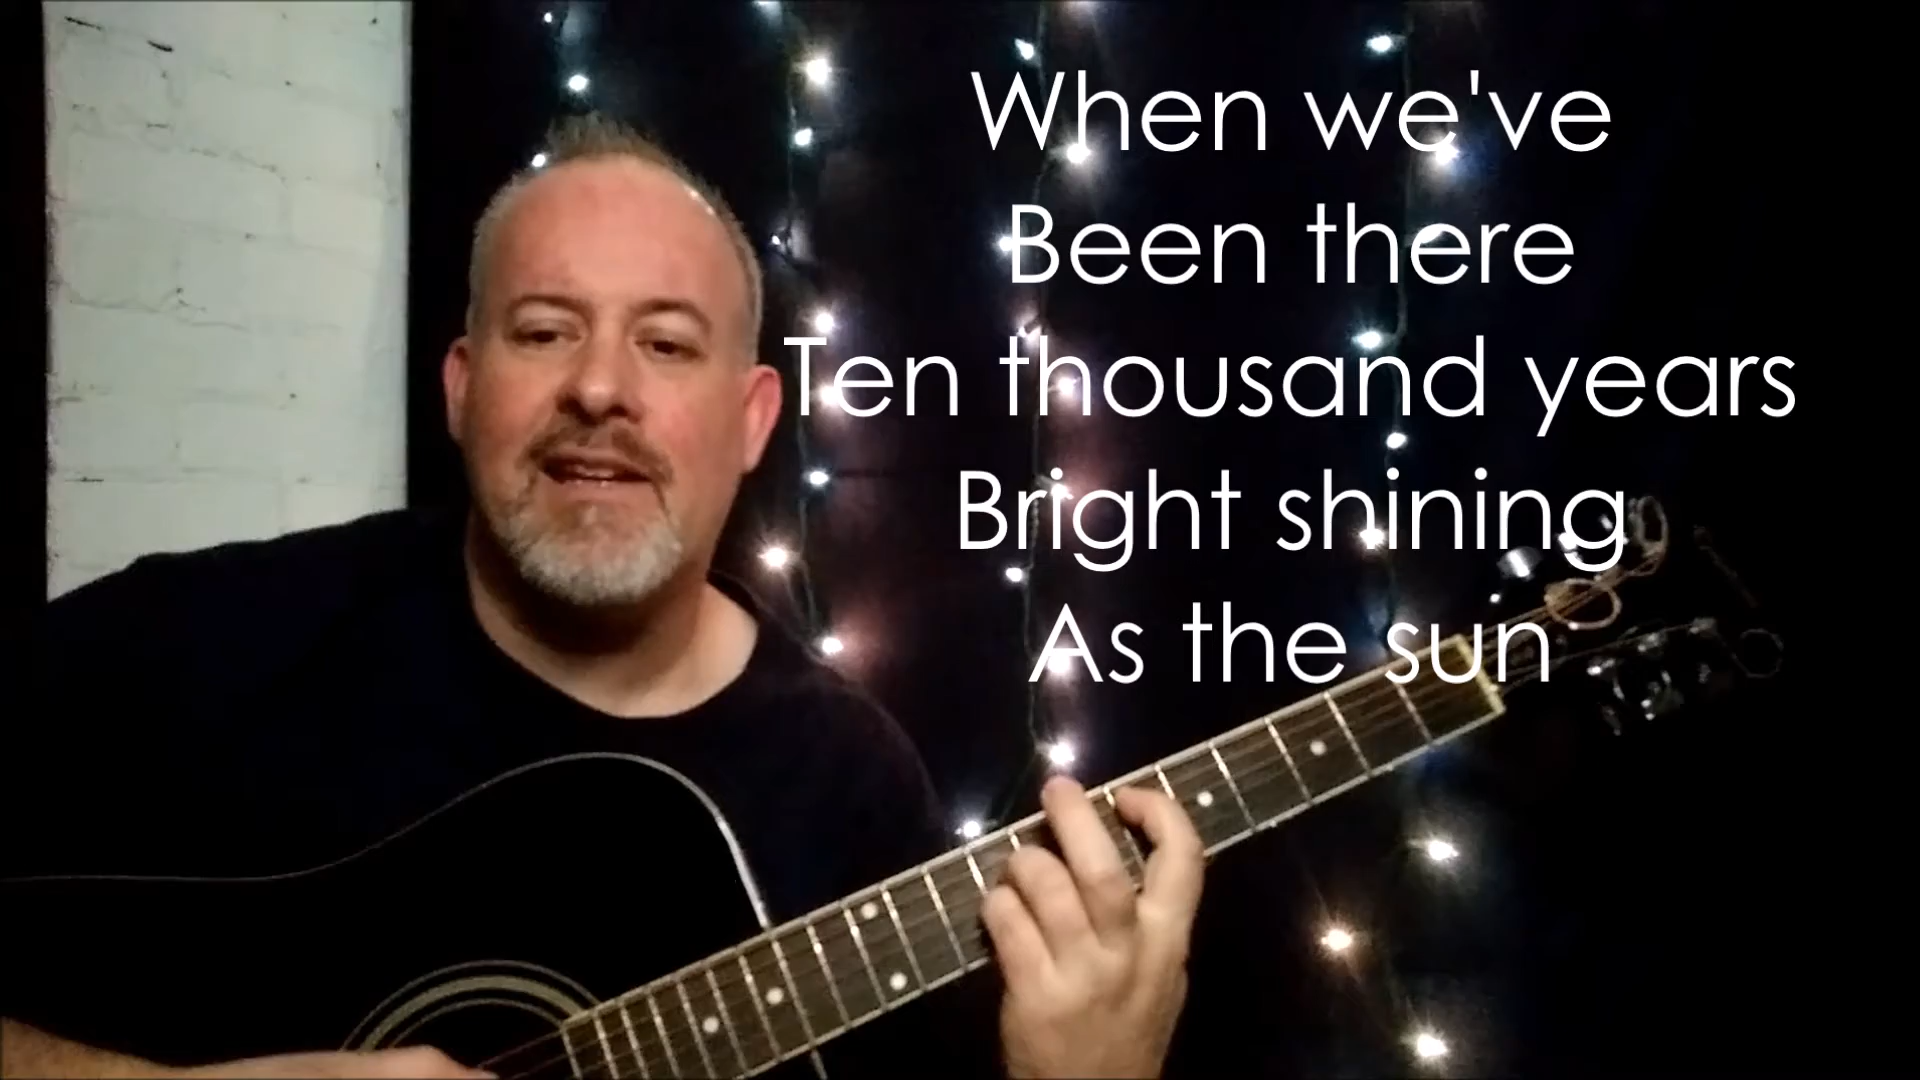 When we've
Been there
Ten thousand years
Bright shining
As the sun